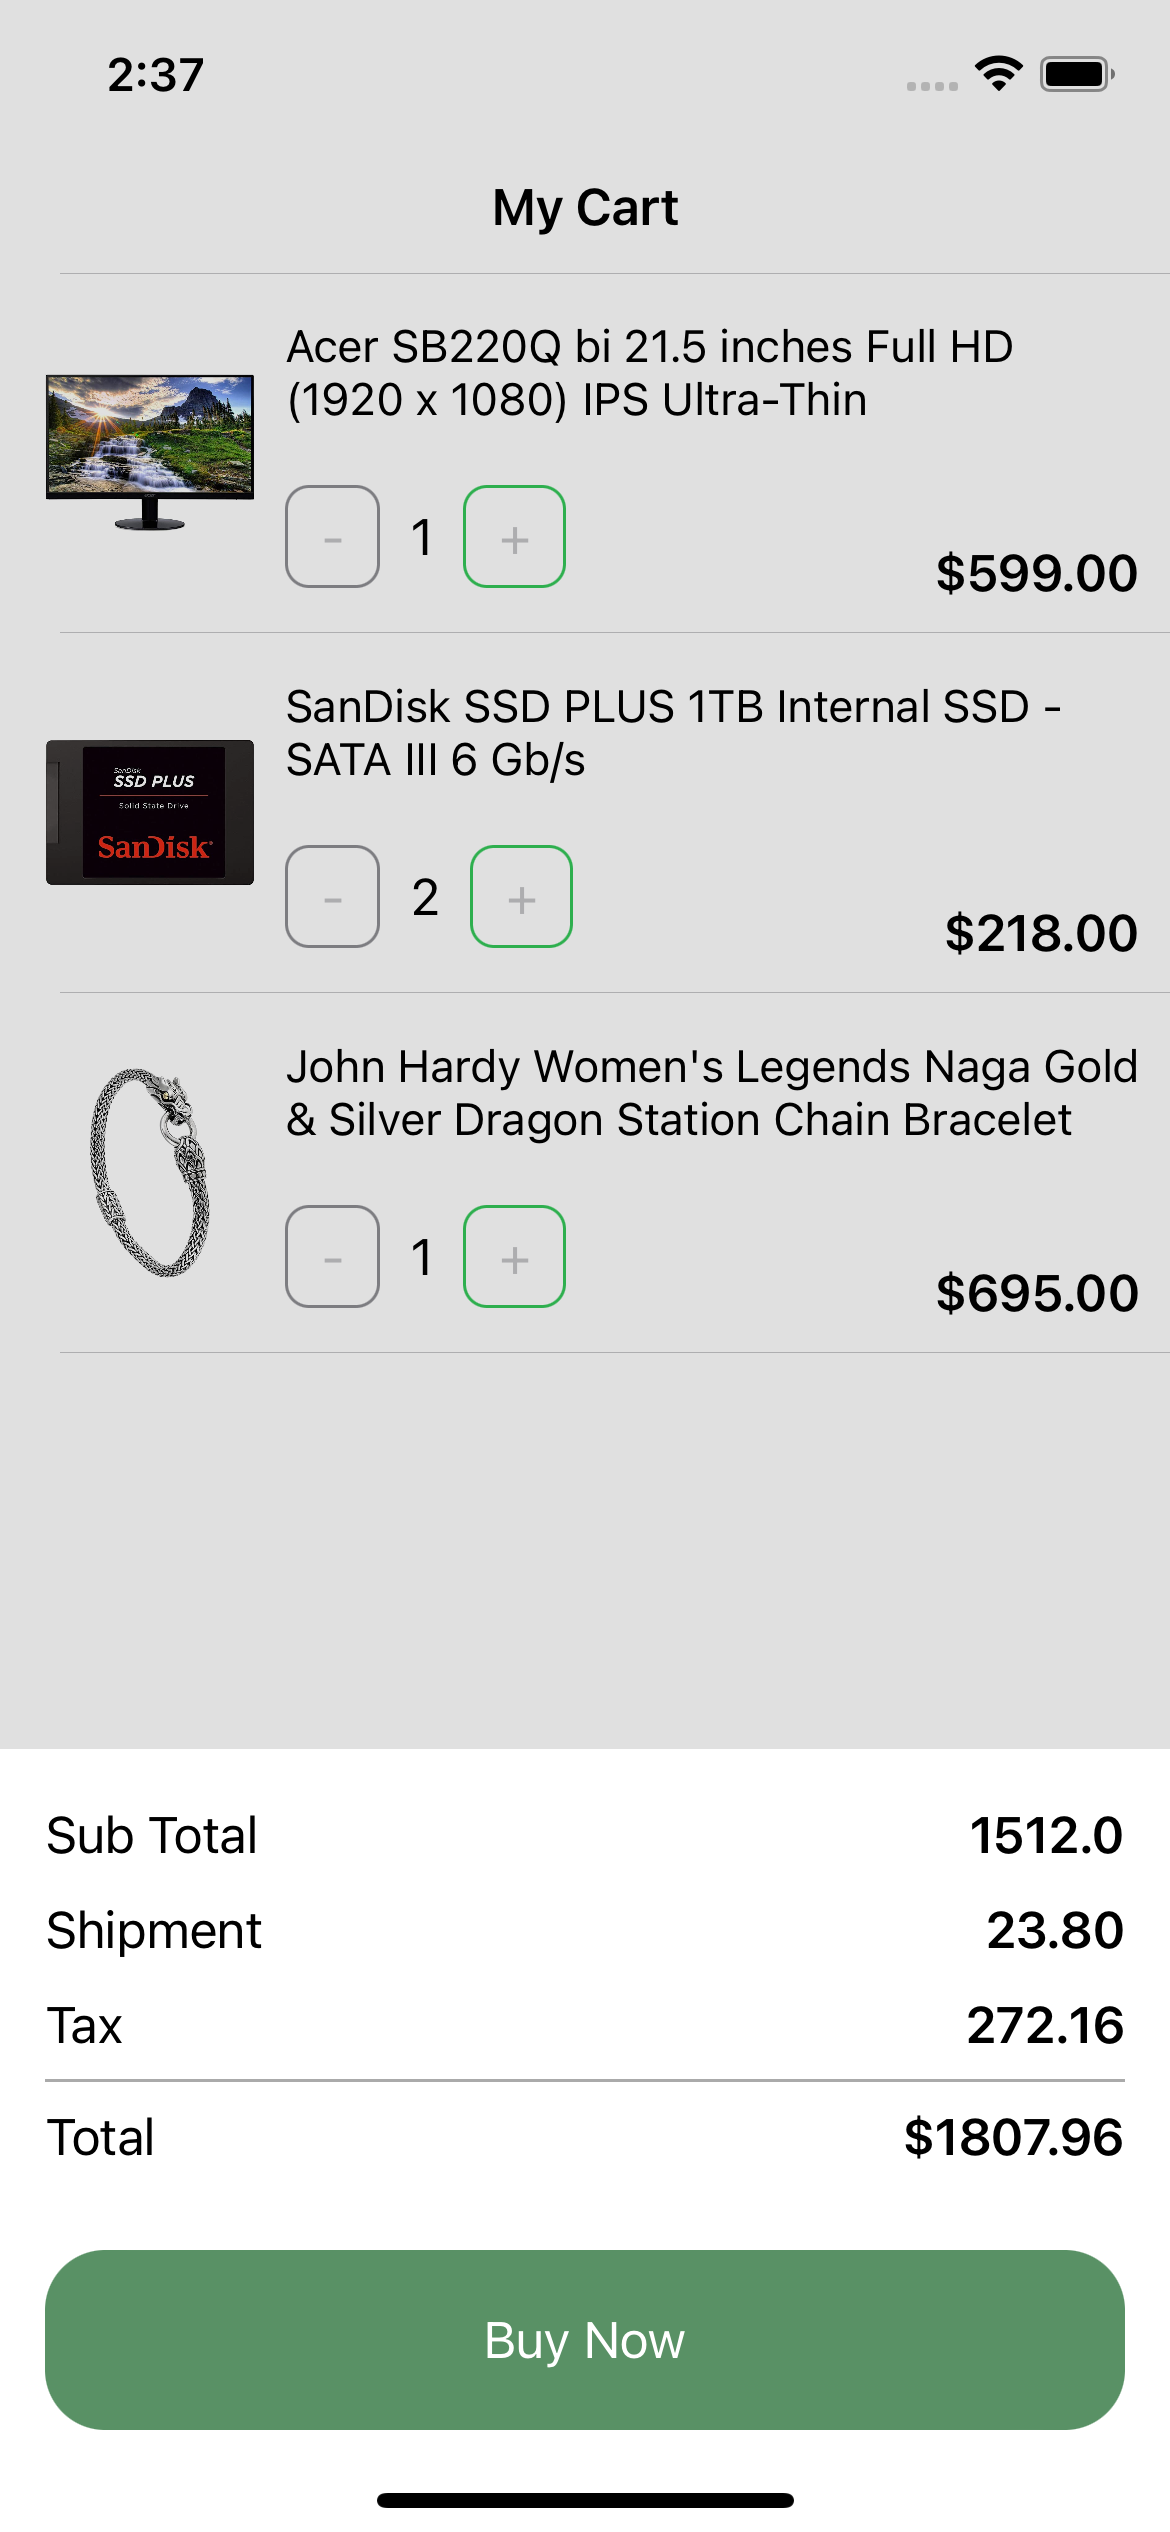 2:37
My Cart
Acer SB220Q bi 21.5 inches Full HD
(1920 x 1080) IPS Ultra-Thin
- 1 +
$599.00
SanDisk SSD PLUS 1TB Internal SSD -
SATA III 6 Gb/s
SanDisk
SSD PLUS
Solid State Drive
SanDisk
- 2 +
$218.00
John Hardy Women's Legends Naga Gold
& Silver Dragon Station Chain Bracelet
- 1 +
$695.00
Sub Total 1512.0
Shipment 23.80
Tax 272.16
Total $1807.96
Buy Now